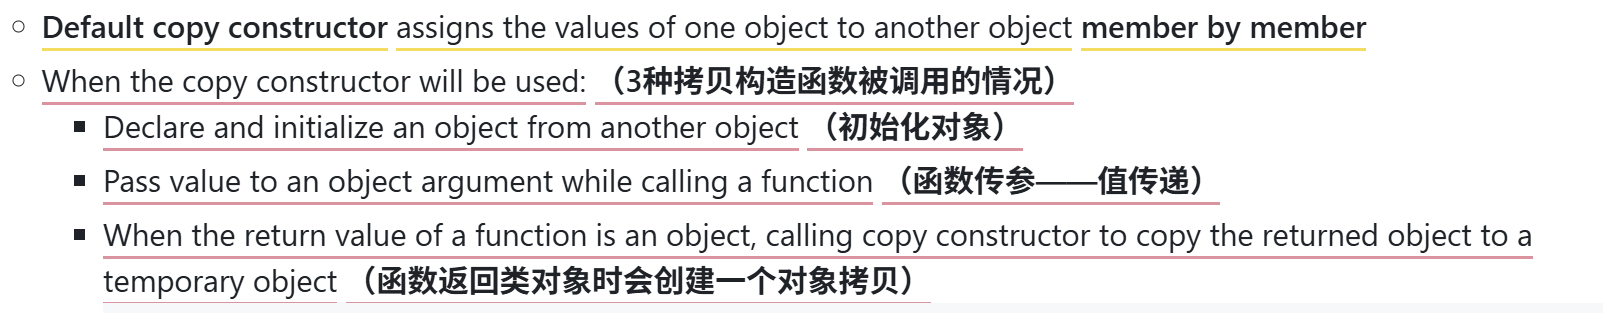 Default copy constructor assigns the values of one object to another object member by member
When the copy constructor will be used: （3种拷贝构造函数被调用的情况）
Declare and initialize an object from another object （初始化对象）
Pass value to an object argument while calling a function （函数传参——值传递）
When the return value of a function is an object, calling copy constructor to copy the returned object to a
temporary object （函数返回类对象时会创建一个对象拷贝）